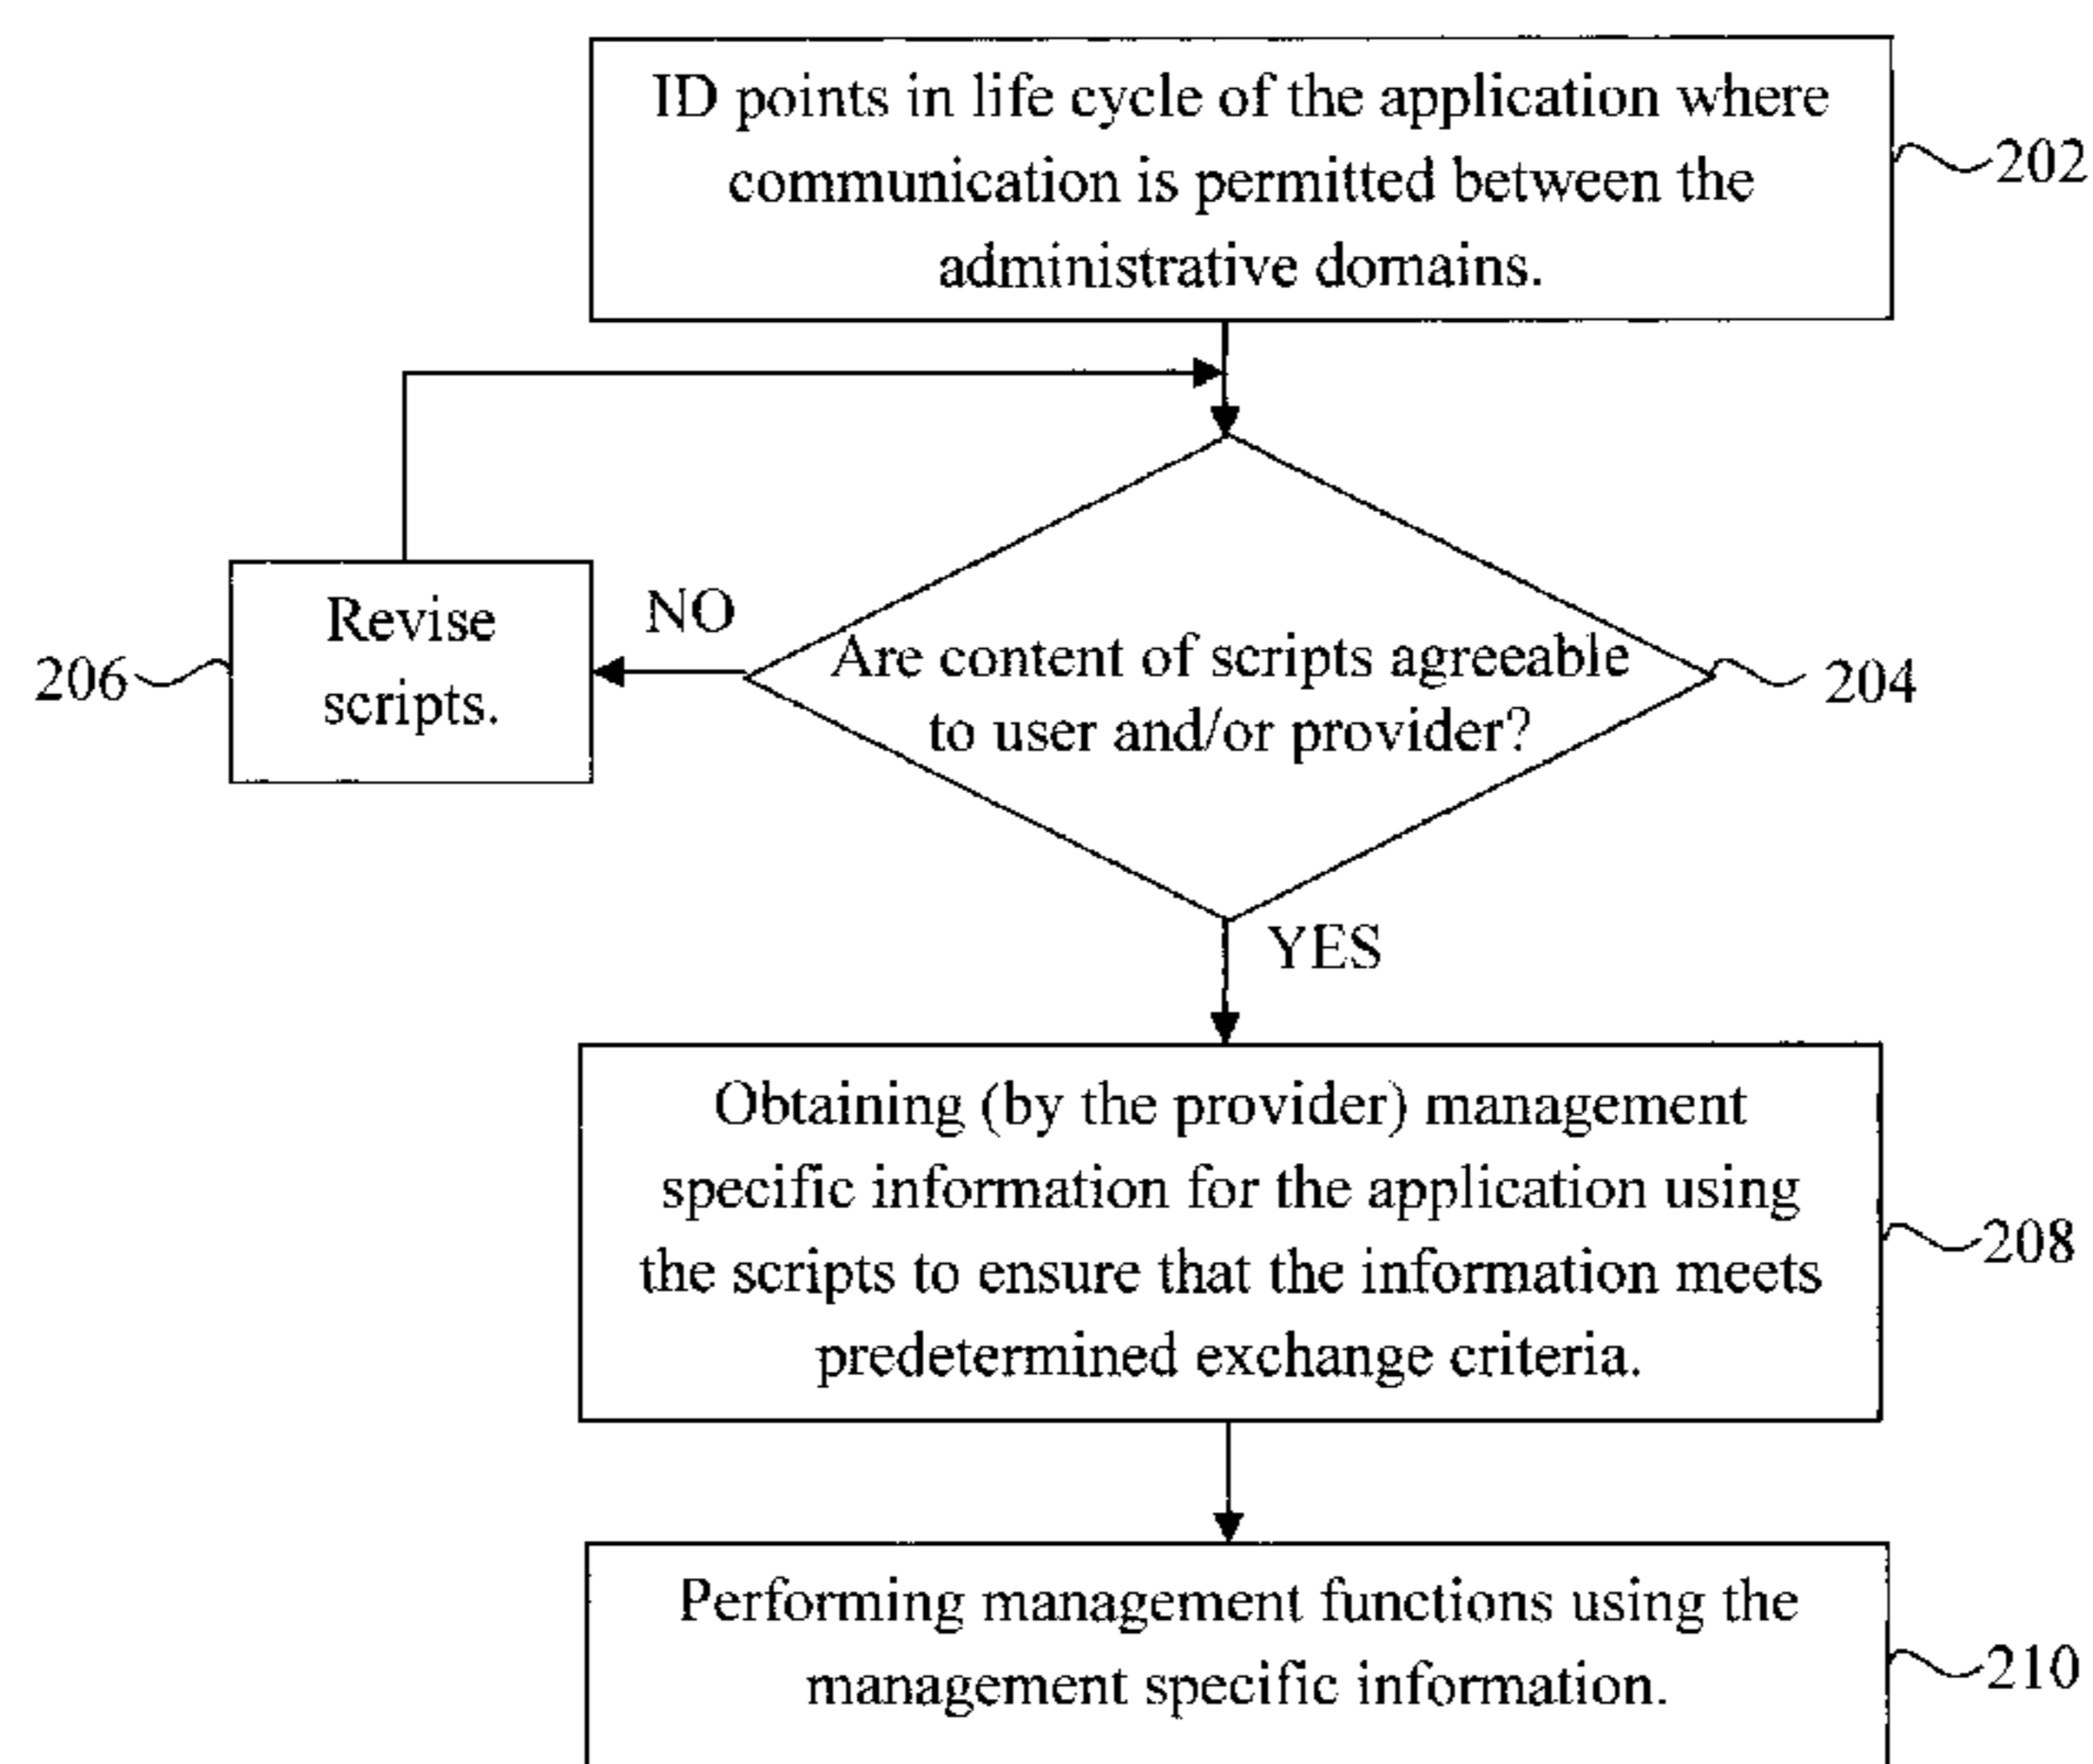 ID points in life cycle of the application where
communication is permitted between the
administrative domains.
202
NO
Revise
scripts.
206
Are content of scripts agreeable
to user and/or provider?
204
YES
Obtaining (by the provider) management
specific information for the application using
the scripts to ensure that the information meets
predetermined exchange criteria.
208
Performing management functions using the
management specific information.
210